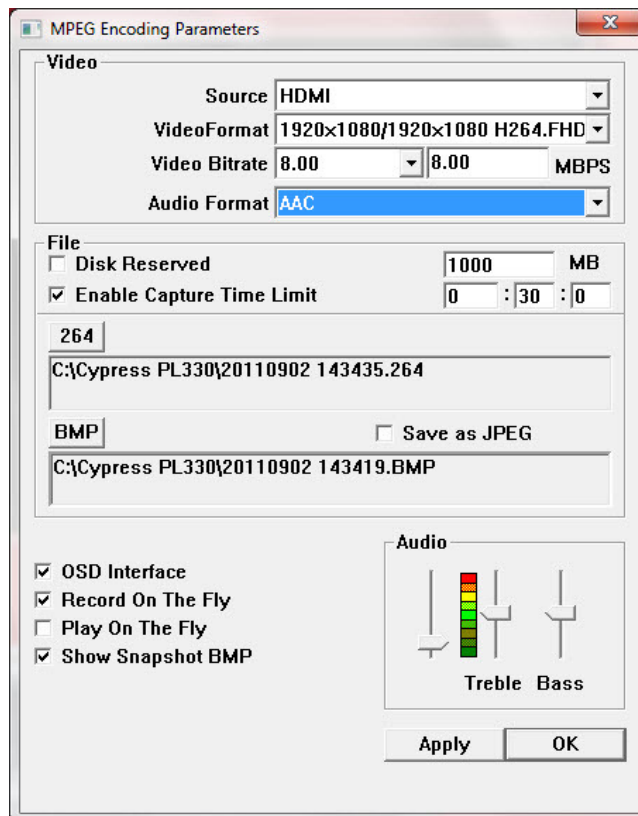 MPEG Encoding Parameters
Video
Source HDMI
VideoFormat 1920x1080/1920x1080 H264.FHD
Video Bitrate 8.00 8.00 MBPS
Audio Format AAC
File
Disk Reserved 1000 MB
Enable Capture Time Limit 0 : 30 : 0
264
C:\Cypress PL330\20110902 143435.264
BMP Save as JPEG
C:\Cypress PL330\20110902 143419.BMP
Audio
OSD Interface
Record On The Fly
Play On The Fly
Show Snapshot BMP
Treble Bass
Apply OK